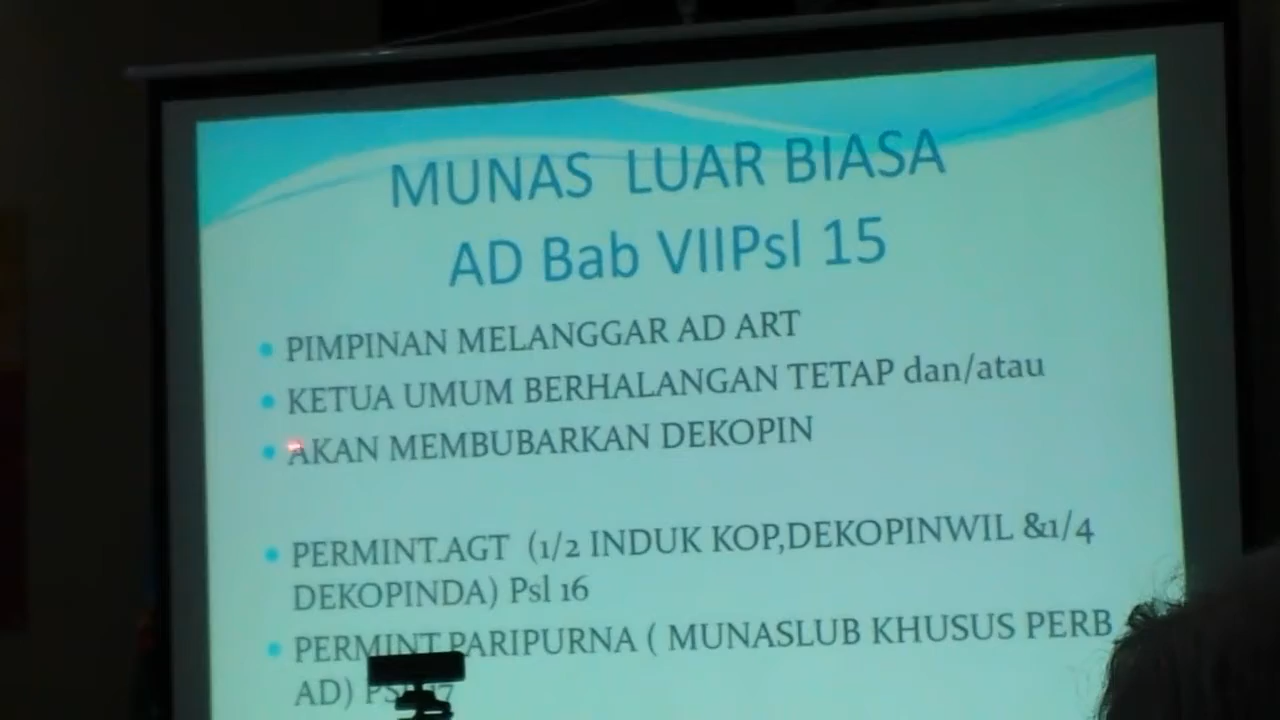 MUNAS LUAR BIASA
AD Bab VIIPsl 15
• PIMPINAN MELANGGAR AD ART
• KETUA UMUM BERHALANGAN TETAP dan/atau
• AKAN MEMBUBARKAN DEKOPIN
• PERMINT.AGT (1/2 INDUK KOP,DEKOPINWIL &1/4
DEKOPINDA) Psl 16
• PERMINT.PARIPURNA ( MUNASLUB KHUSUS PERB
AD)